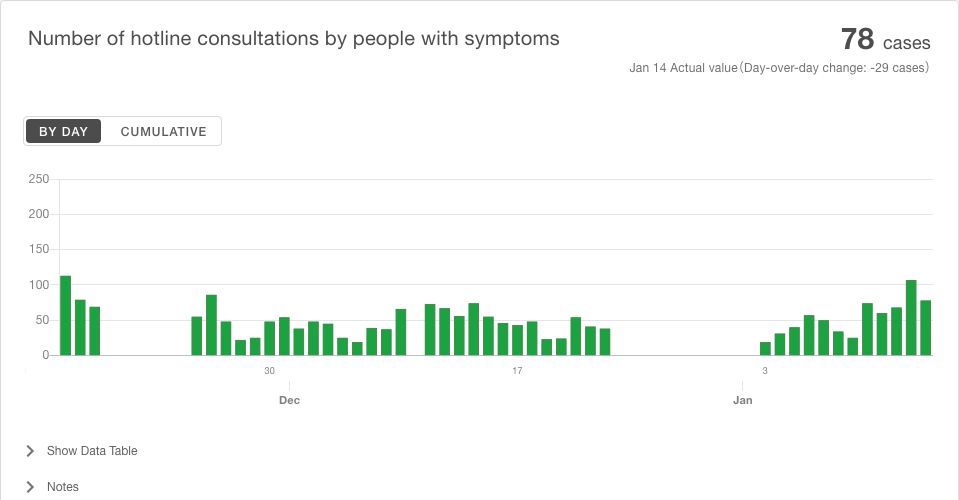 Number of hotline consultations by people with symptoms
78 cases
Jan 14 Actual value(Day-over-day change: -29 cases)
BY DAY
CUMULATIVE
250
200
150
100
50
0
30
17
3
Dec
Jan
Show Data Table
Notes